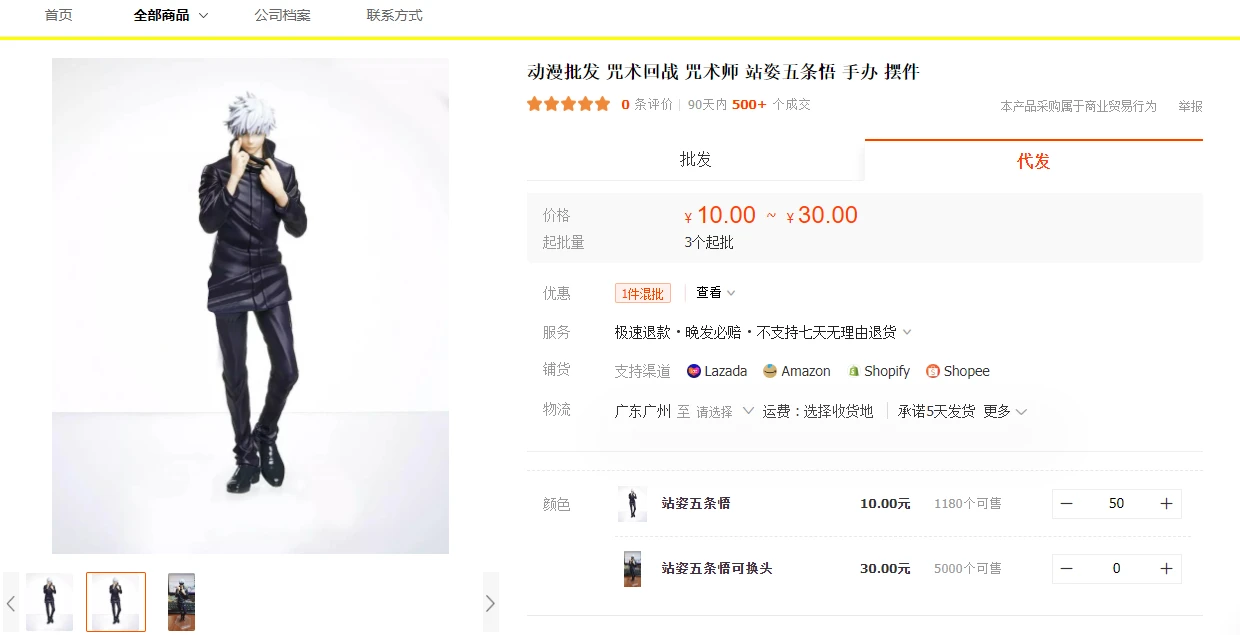 首页 全部商品 公司档案 联系方式
动漫批发 咒术回战 咒术师 站姿五条悟 手办 摆件
0 条评价 90天内 500+ 个成交 本产品采购属于商业贸易行为 举报
批发 代发
价格 ¥ 10.00 ~ ¥ 30.00
起批量 3个起批
优惠 1件混批 查看
服务 极速退款·晚发必赔·不支持七天无理由退货
铺货 支持渠道 Lazada Amazon Shopify Shopee
物流 广东广州 至 请选择 运费：选择收货地 承诺5天发货 更多
颜色 站姿五条悟 10.00元 1180个可售 — 50 +
站姿五条悟可换头 30.00元 5000个可售 — 0 +